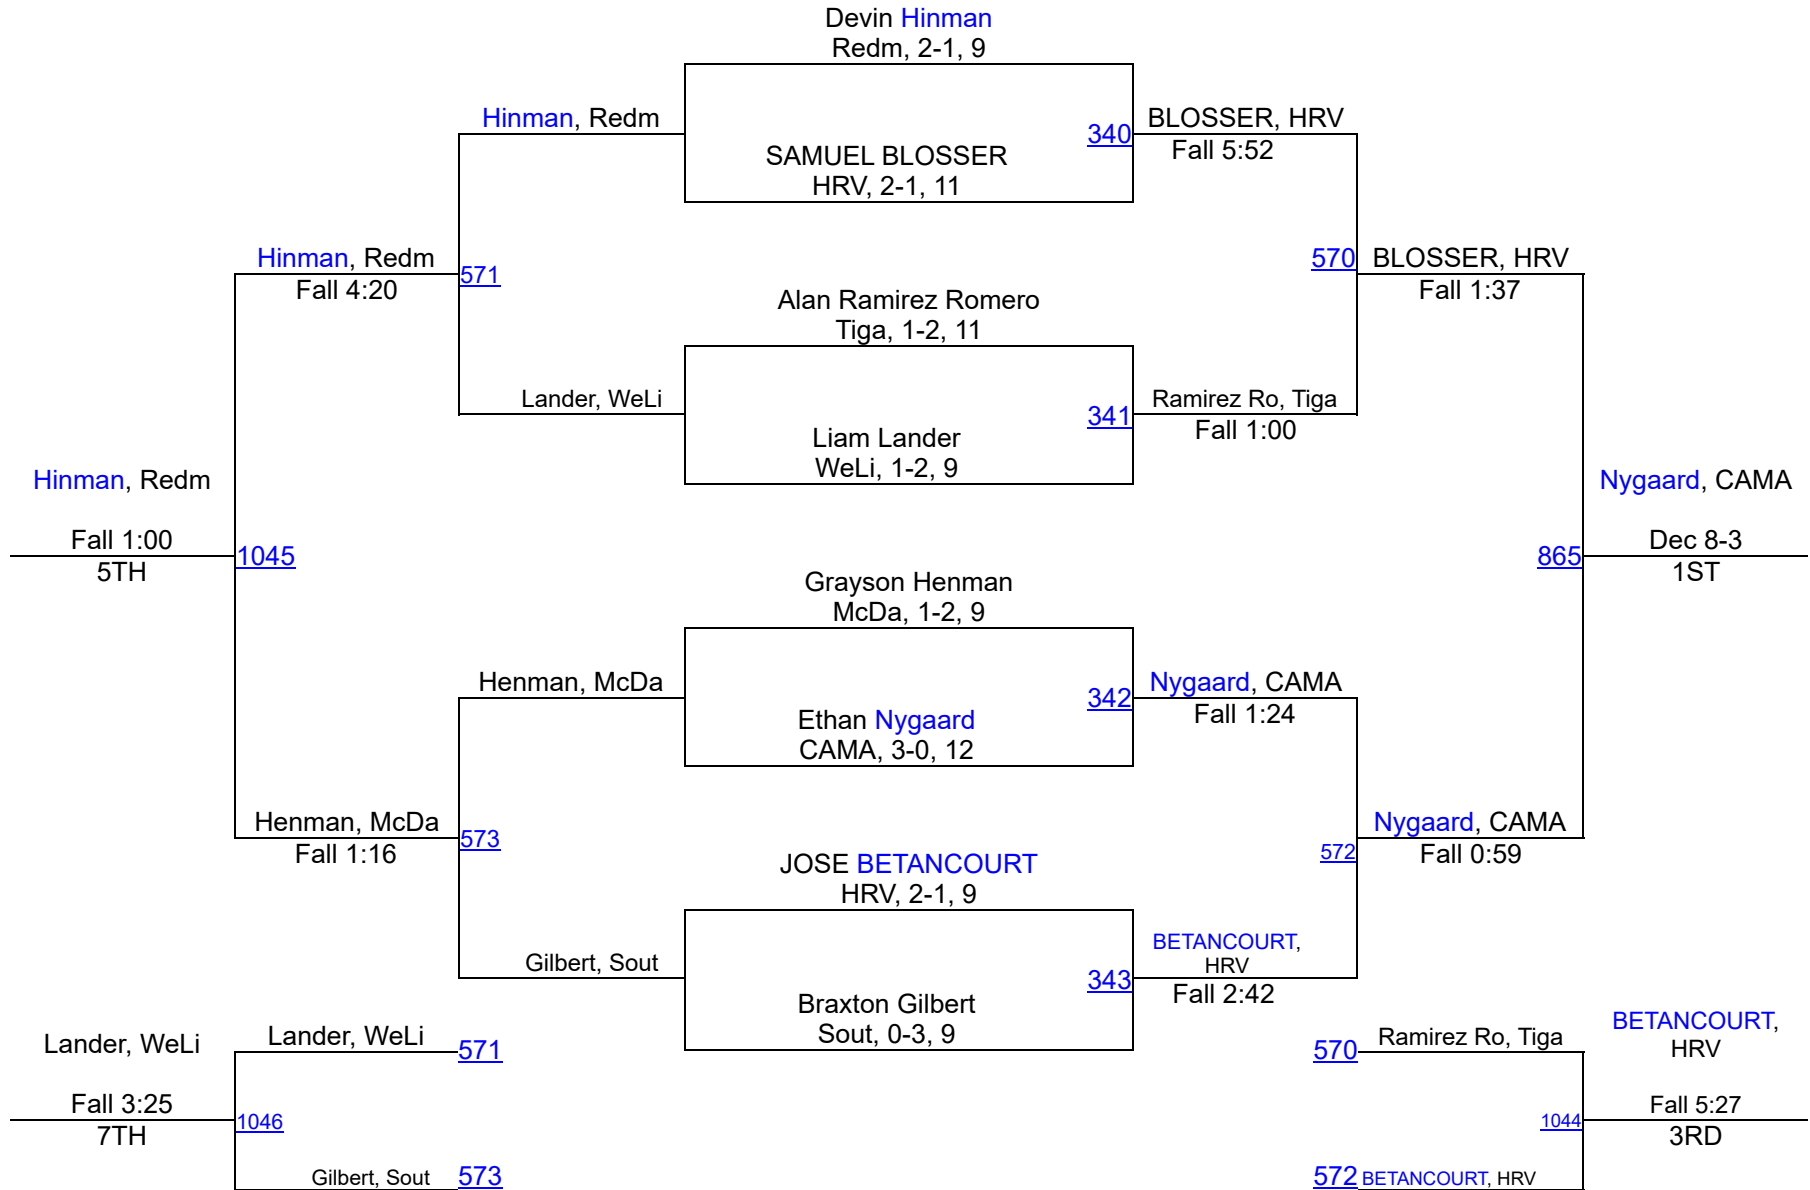 Devin Hinman
Redm, 2-1, 9
Hinman, Redm
340
BLOSSER, HRV
Fall 5:52
SAMUEL BLOSSER
HRV, 2-1, 11
Hinman, Redm
Fall 4:20
571
570
BLOSSER, HRV
Fall 1:37
Alan Ramirez Romero
Tiga, 1-2, 11
Lander, WeLi
341
Ramirez Ro, Tiga
Fall 1:00
Liam Lander
WeLi, 1-2, 9
Hinman, Redm
Fall 1:00
5TH
1045
Nygaard, CAMA
865
Dec 8-3
1ST
Grayson Henman
McDa, 1-2, 9
Henman, McDa
342
Nygaard, CAMA
Fall 1:24
Ethan Nygaard
CAMA, 3-0, 12
Henman, McDa
Fall 1:16
573
572
Nygaard, CAMA
Fall 0:59
JOSE BETANCOURT
HRV, 2-1, 9
Gilbert, Sout
343
BETANCOURT,
HRV
Fall 2:42
Braxton Gilbert
Sout, 0-3, 9
Lander, WeLi
Fall 3:25
7TH
Lander, WeLi
571
1046
Gilbert, Sout
573
570
Ramirez Ro, Tiga
1044
572
BETANCOURT, HRV
BETANCOURT,
HRV
Fall 5:27
3RD